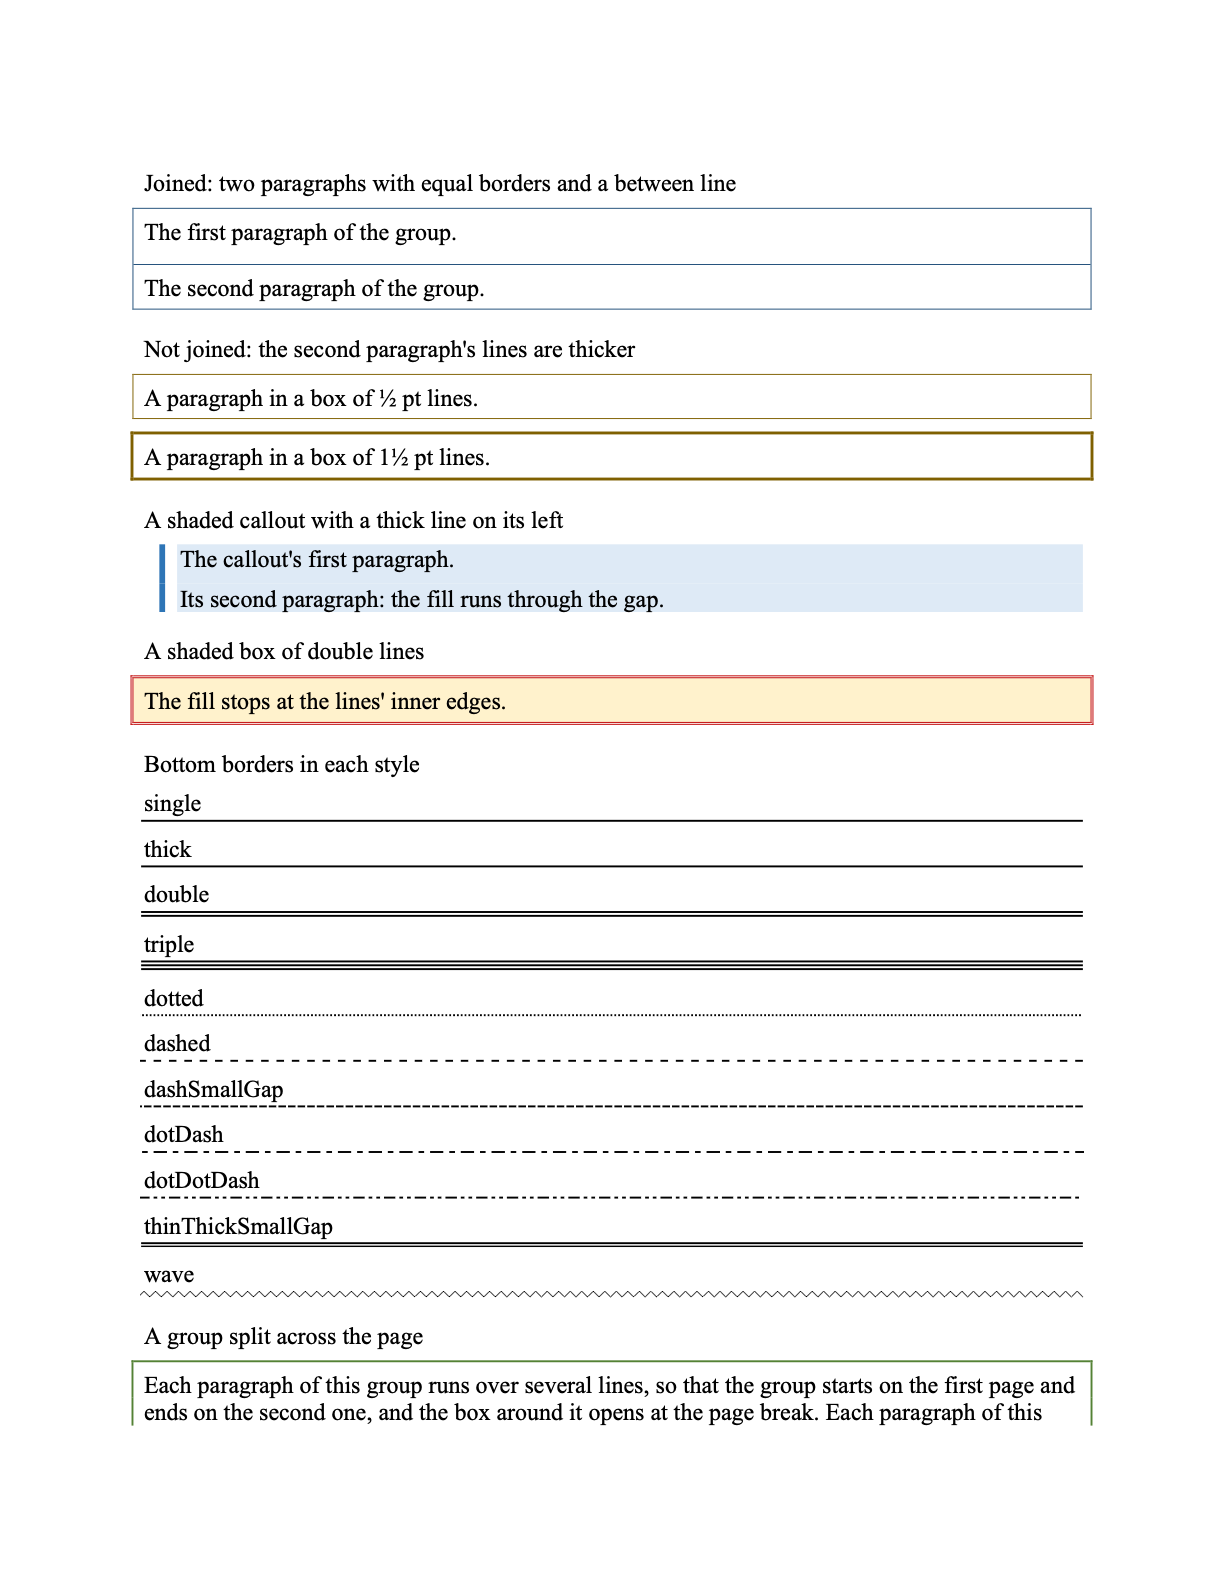 Joined: two paragraphs with equal borders and a between line
The first paragraph of the group.
The second paragraph of the group.
Not joined: the second paragraph's lines are thicker
A paragraph in a box of ½ pt lines.
A paragraph in a box of 1½ pt lines.
A shaded callout with a thick line on its left
The callout's first paragraph.
Its second paragraph: the fill runs through the gap.
A shaded box of double lines
The fill stops at the lines' inner edges.
Bottom borders in each style
single
thick
double
triple
dotted
dashed
dashSmallGap
dotDash
dotDotDash
thinThickSmallGap
wave
A group split across the page
Each paragraph of this group runs over several lines, so that the group starts on the first page and
ends on the second one, and the box around it opens at the page break. Each paragraph of this